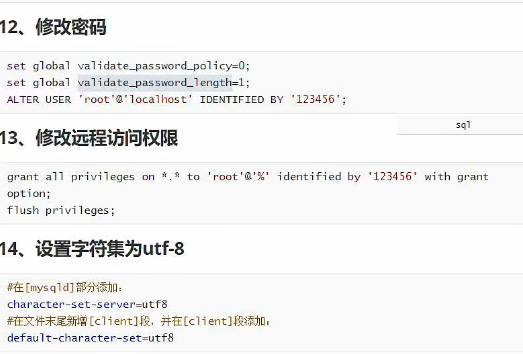 12、修改密码
set global validate_password_policy=0;
set global validate_password_length=1;
ALTER USER 'root'@'localhost' IDENTIFIED BY '123456';
sql
13、修改远程访问权限
grant all privileges on *.* to 'root'@'%' identified by '123456' with grant
option;
flush privileges;
14、设置字符集为utf-8
#在[mysqld]部分添加:
character-set-server=utf8
#在文件末尾新增[client]段，并在[client]段添加:
default-character-set=utf8